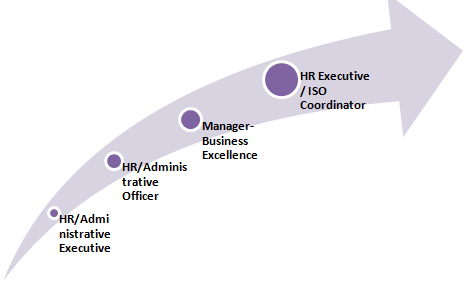 HR Executive
/ ISO
Coordinator
Manager-
Business
Excellence
HR/Adminis
trative
Officer
HR/Admi
nistrative
Executive